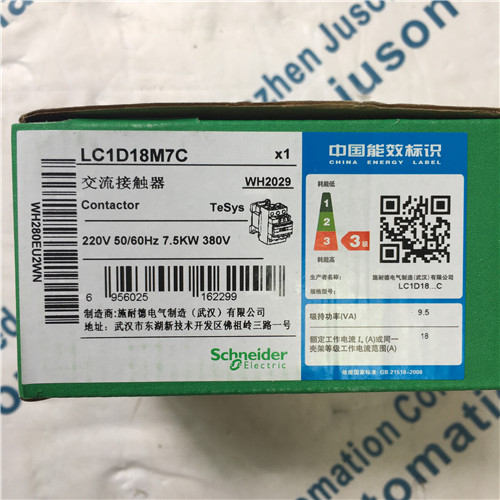 Shenzhen Juson
juson
LC1D18M7C x1
交流接触器 WH2029
Contactor TeSys
220V 50/60Hz 7.5KW 380V
WH280EU2WN
6 956025 162299
制造商:施耐德电气制造（武汉）有限公司
地址: 武汉市东湖新技术开发区佛祖岭三路一号
Schneider
Electric
中国能效标识
CHINA ENERGY LABEL
耗能低
1
2
3
3级
耗能高
生产者名称: 施耐德电气制造(武汉)有限公司
规格型号: LC1D18...C
吸持功率(VA) 9.5
额定工作电流 Ie (A)或同一 18
壳架等级工作电流范围(A)
依据国家标准: GB 21518-2008
Automation Co
juson